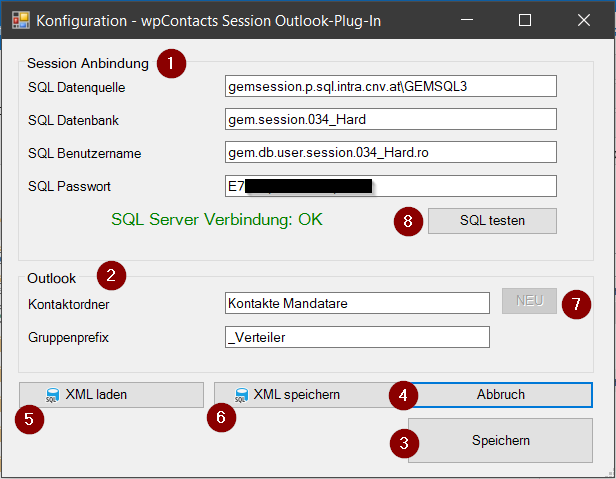 Konfiguration - wpContacts Session Outlook-Plug-In
Session Anbindung 1
SQL Datenquelle gemsession.p.sql.intra.cnv.at\GEMSQL3
SQL Datenbank gem.session.034_Hard
SQL Benutzername gem.db.user.session.034_Hard.ro
SQL Passwort E7
SQL Server Verbindung: OK 8 SQL testen
Outlook 2
Kontaktordner Kontakte Mandatare NEU 7
Gruppenprefix _Verteiler
SQL XML laden SQL XML speichern 4 Abbruch
5 6
3 Speichern